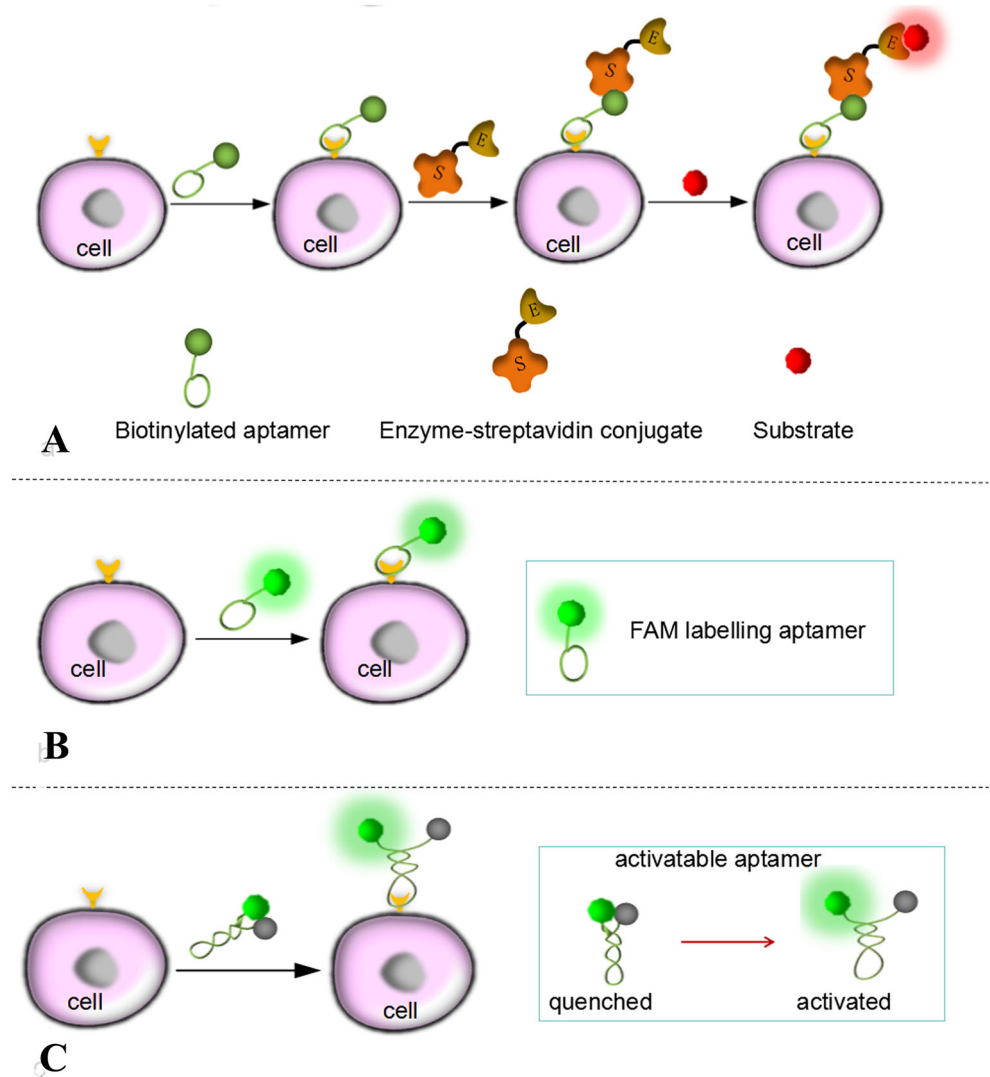 E
S
E
S
S
E
cell
cell
cell
cell
E
S
Biotinylated aptamer
Enzyme-streptavidin conjugate
Substrate
a
A
FAM labelling aptamer
cell
cell
b
B
activatable aptamer
cell
cell
quenched
activated
C